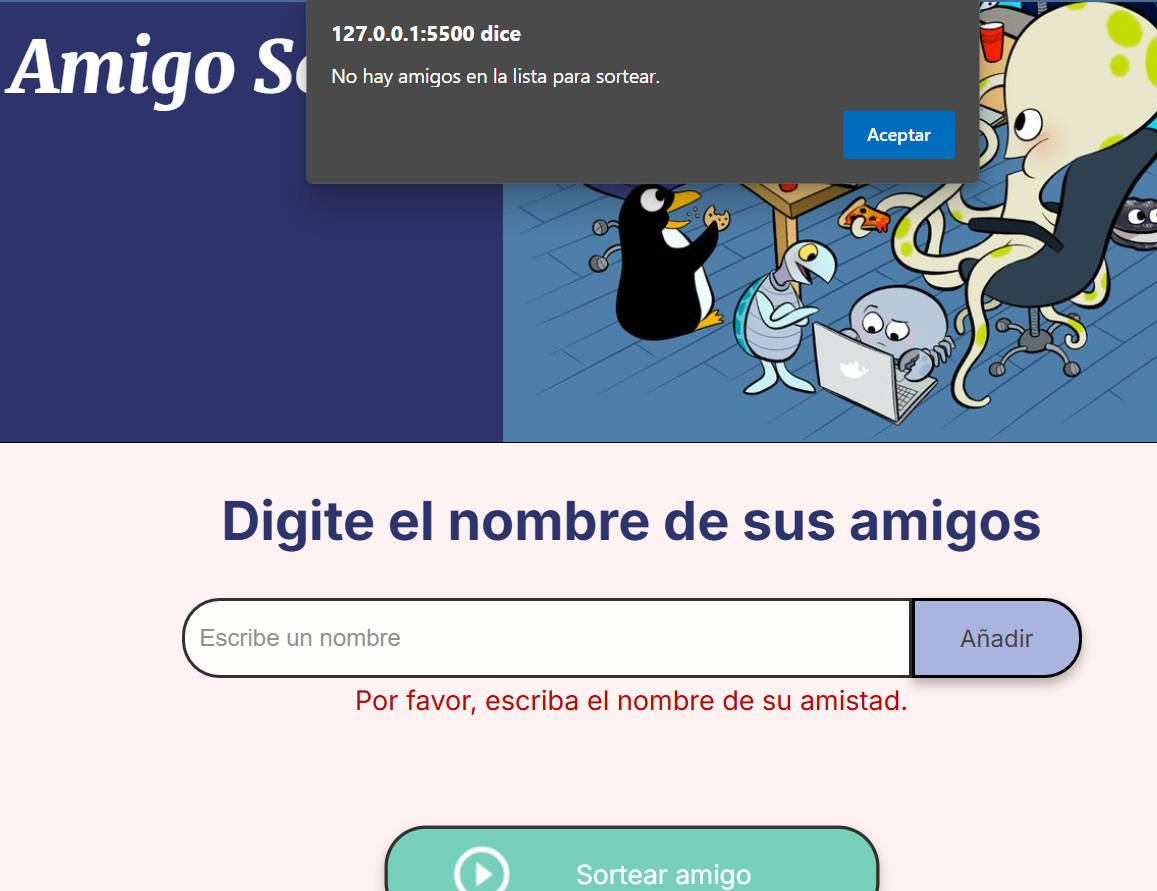 127.0.0.1:5500 dice
No hay amigos en la lista para sortear.
Aceptar
Amigo
Digite el nombre de sus amigos
Escribe un nombre
Añadir
Por favor, escriba el nombre de su amistad.
Sortear amigo